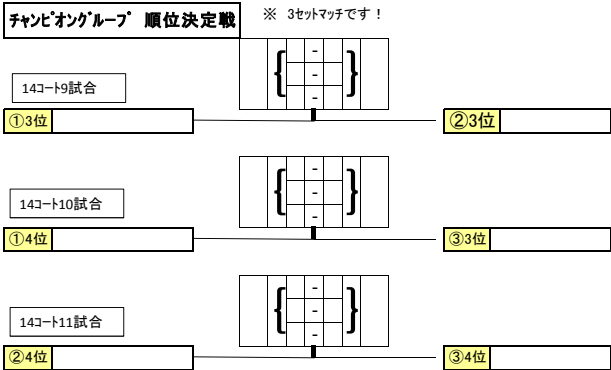 チャンピオングループ 順位決定戦 ※ 3セットマッチです！
-
-
-
14コート9試合
①3位 ②3位
-
-
-
14コート10試合
①4位 ③3位
-
-
-
14コート11試合
②4位 ③4位